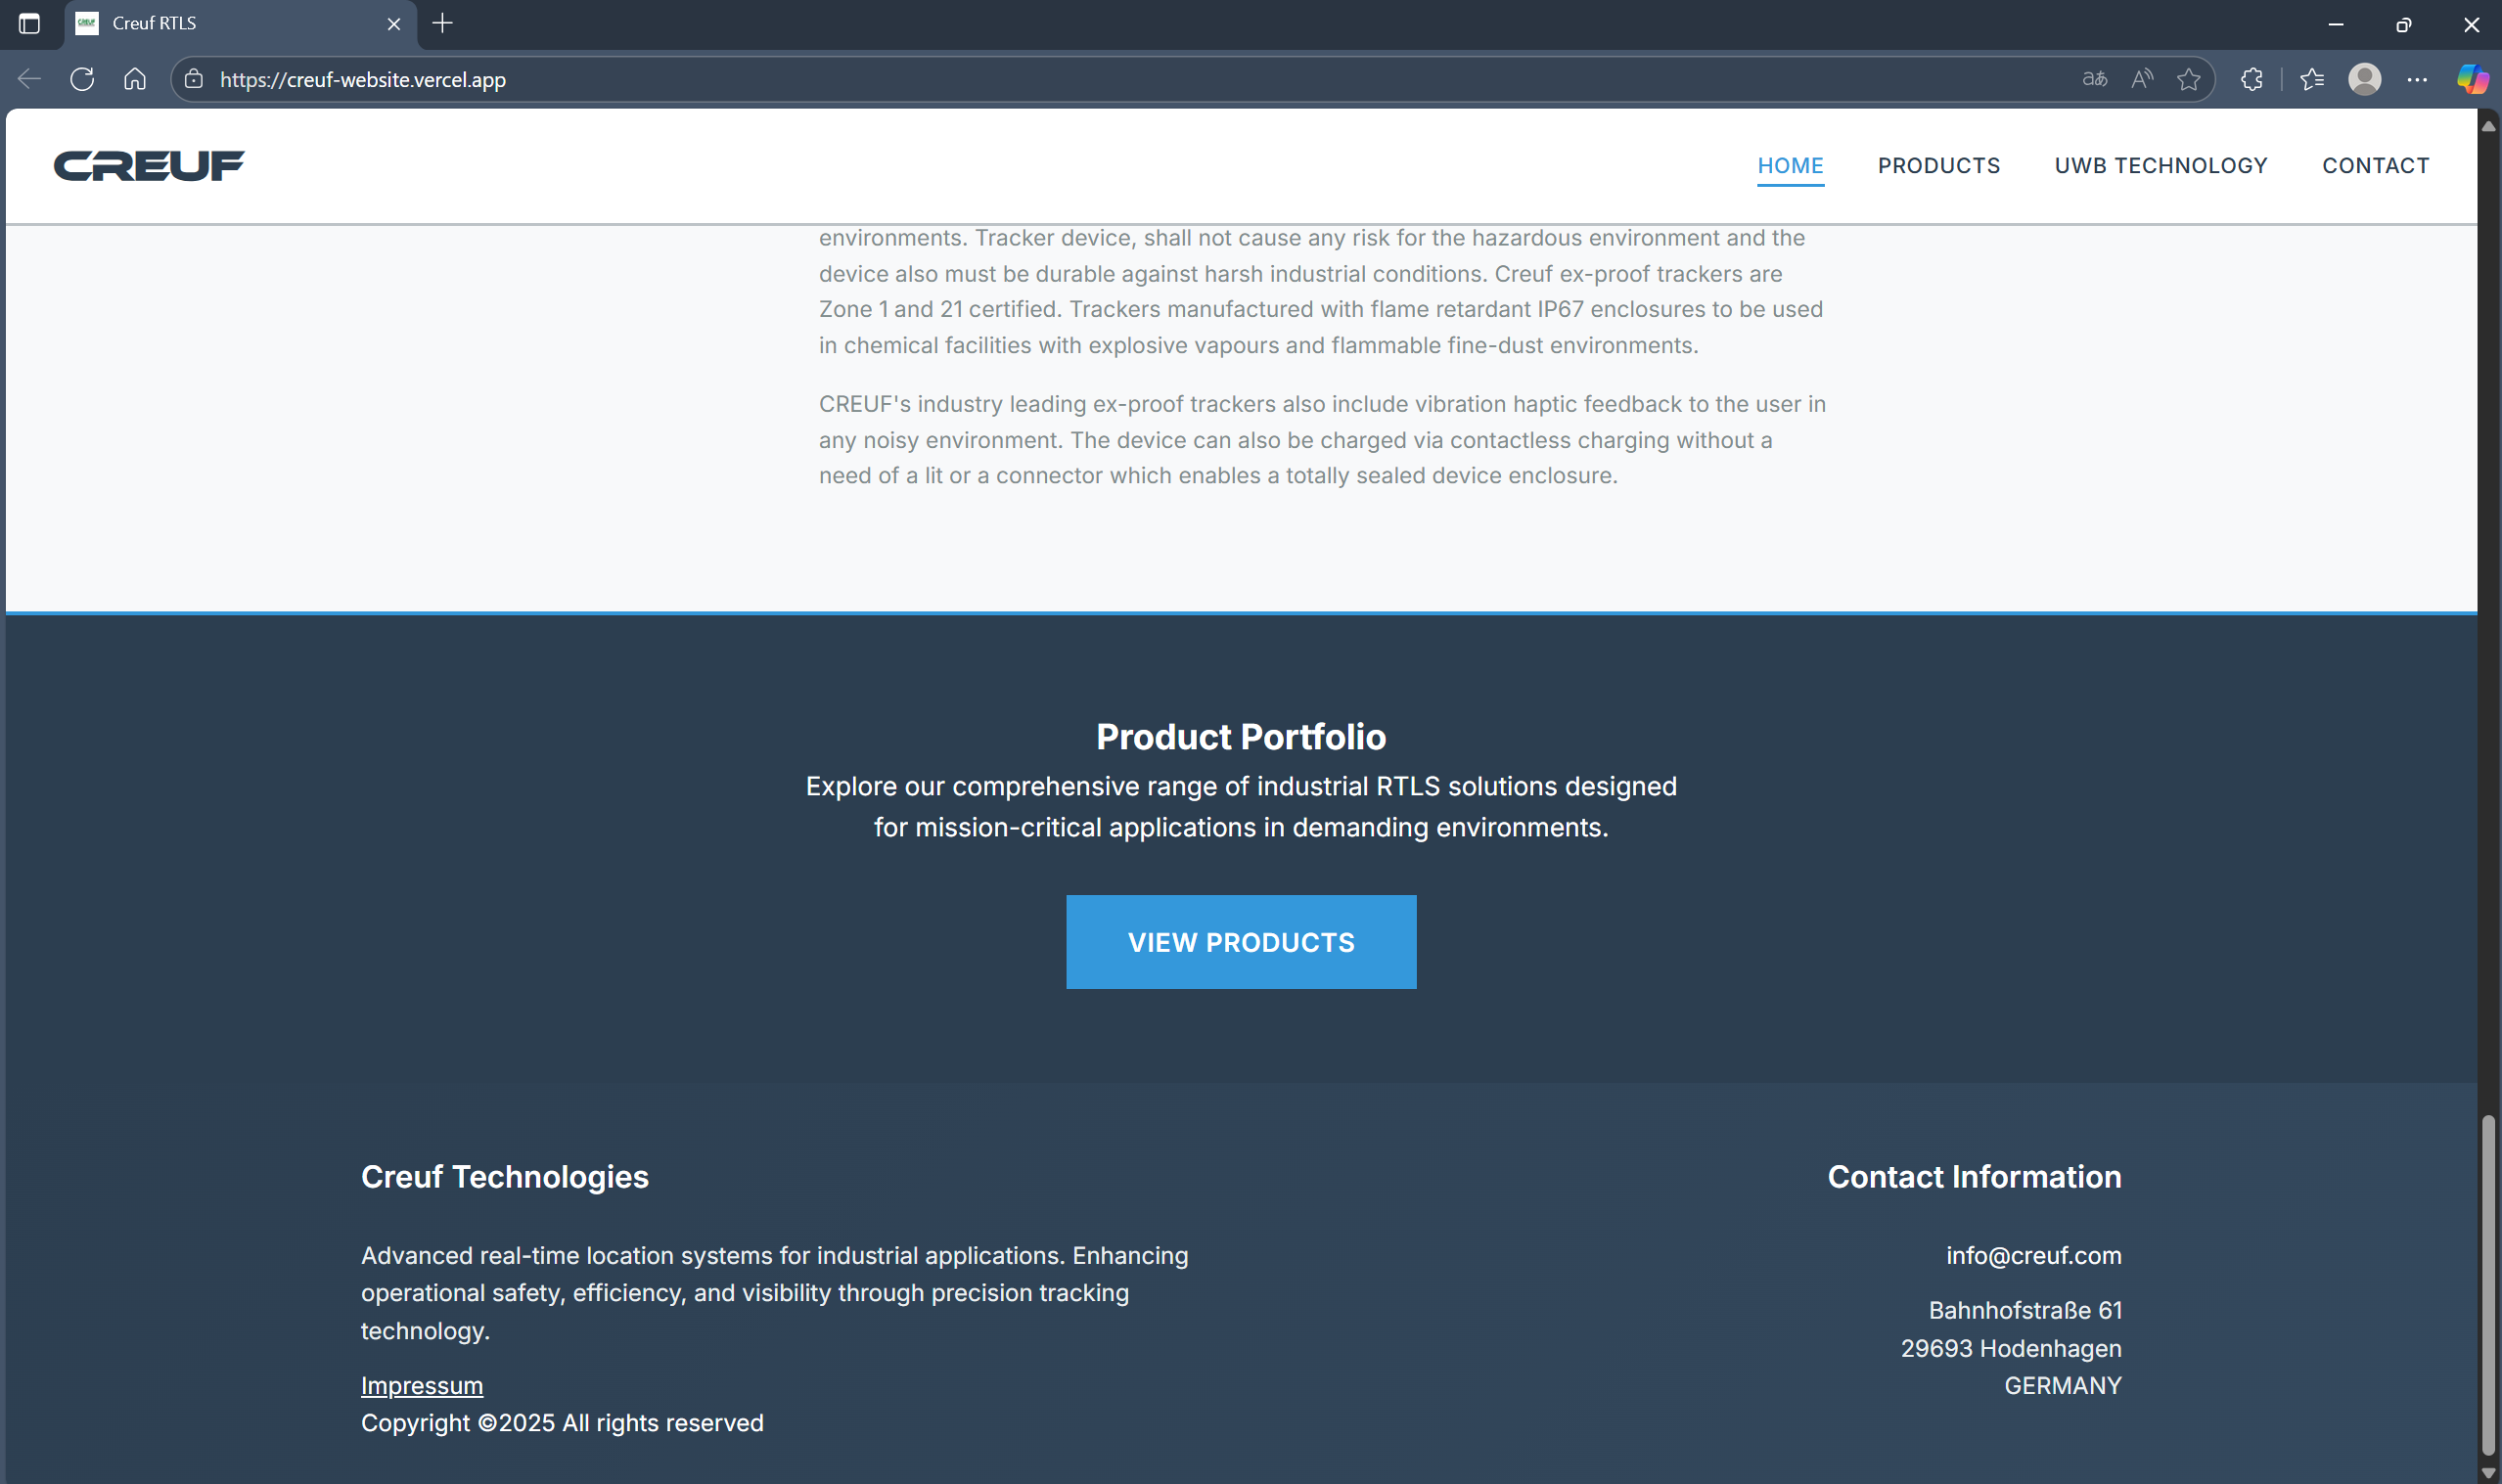 Creuf RTLS
https://creuf-website.vercel.app
CREUF
HOME
PRODUCTS
UWB TECHNOLOGY
CONTACT
environments. Tracker device, shall not cause any risk for the hazardous environment and the
device also must be durable against harsh industrial conditions. Creuf ex-proof trackers are
Zone 1 and 21 certified. Trackers manufactured with flame retardant IP67 enclosures to be used
in chemical facilities with explosive vapours and flammable fine-dust environments.
CREUF's industry leading ex-proof trackers also include vibration haptic feedback to the user in
any noisy environment. The device can also be charged via contactless charging without a
need of a lit or a connector which enables a totally sealed device enclosure.
Product Portfolio
Explore our comprehensive range of industrial RTLS solutions designed
for mission-critical applications in demanding environments.
VIEW PRODUCTS
Creuf Technologies
Advanced real-time location systems for industrial applications. Enhancing
operational safety, efficiency, and visibility through precision tracking
technology.
Impressum
Copyright ©2025 All rights reserved
Contact Information
info@creuf.com
Bahnhofstraße 61
29693 Hodenhagen
GERMANY